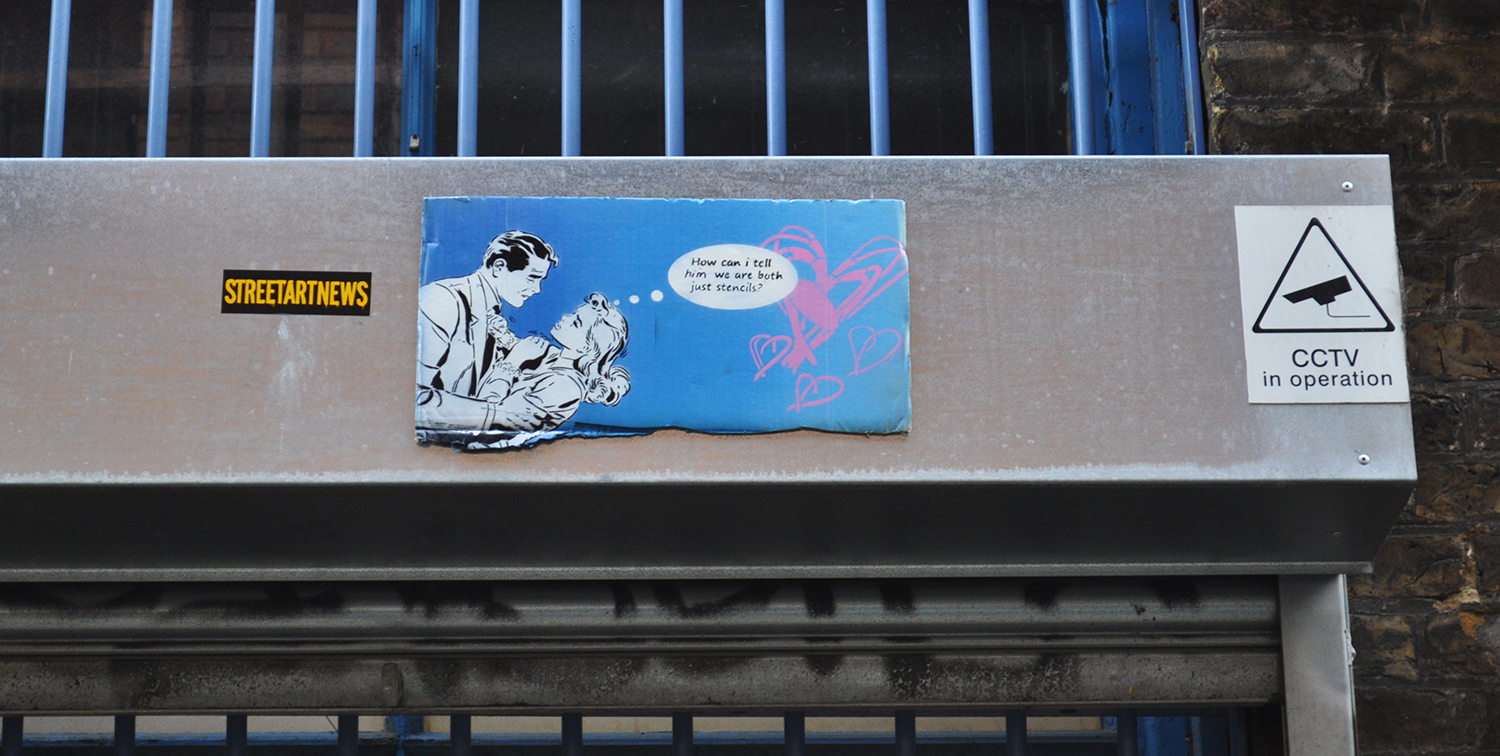 STREETARTNEWS
How can i tell
him we are both
just stencils?
CCTV
in operation